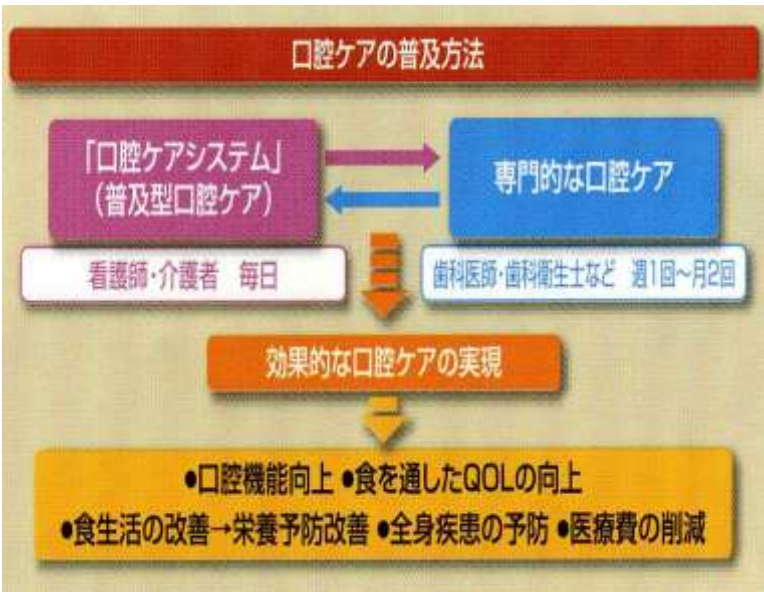 口腔ケアの普及方法
「口腔ケアシステム」
（普及型口腔ケア）
専門的な口腔ケア
看護師・介護者　毎日
歯科医師・歯科衛生士など　週1回～月2回
効果的な口腔ケアの実現
●口腔機能向上 ●食を通したQOLの向上
●食生活の改善→栄養予防改善 ●全身疾患の予防 ●医療費の削減